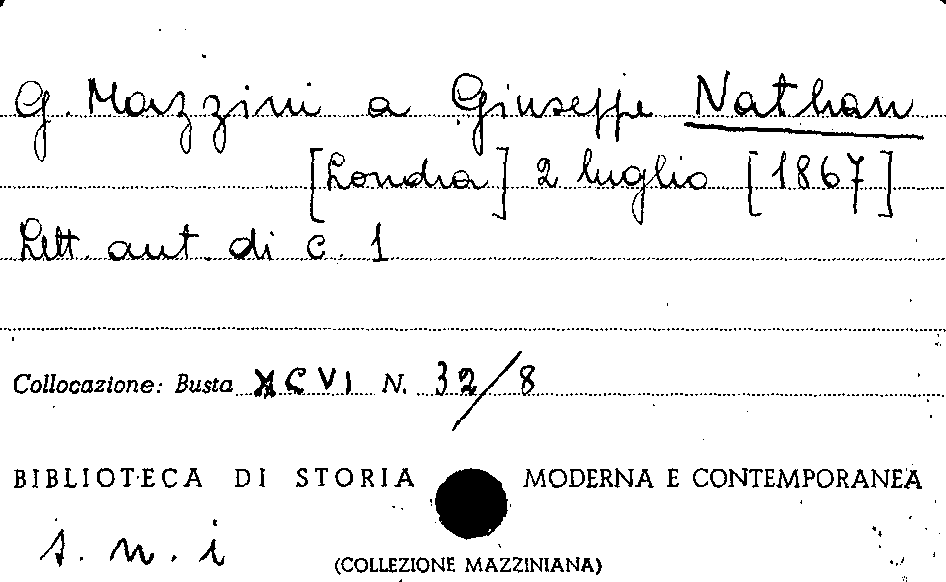 G. Mazzini a Giuseppe Nathan
[Londra] 2 luglio [1867]
Lett. aut. di c. 1
Collocazione: Busta XCVI N. 32/8
BIBLIOTECA DI STORIA MODERNA E CONTEMPORANEA
s. n. i
(COLLEZIONE MAZZINIANA)